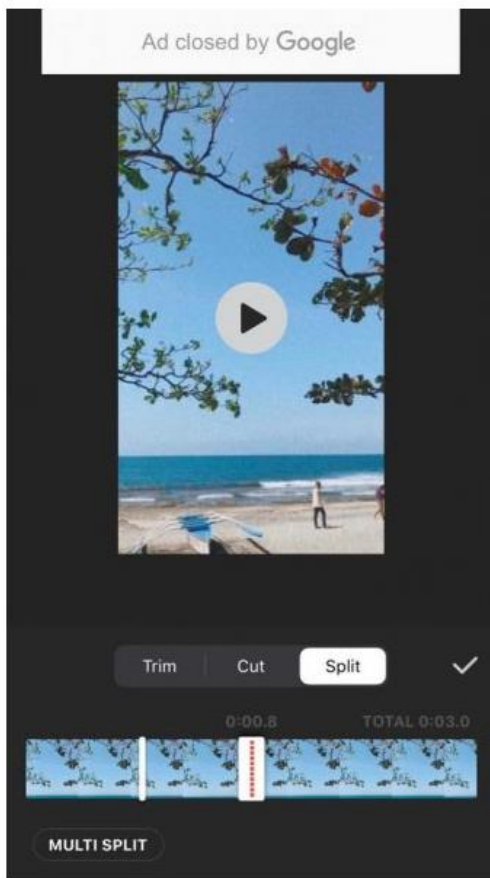 Ad closed by Google
Trim Cut Split
0:00.8 TOTAL 0:03.0
MULTI SPLIT